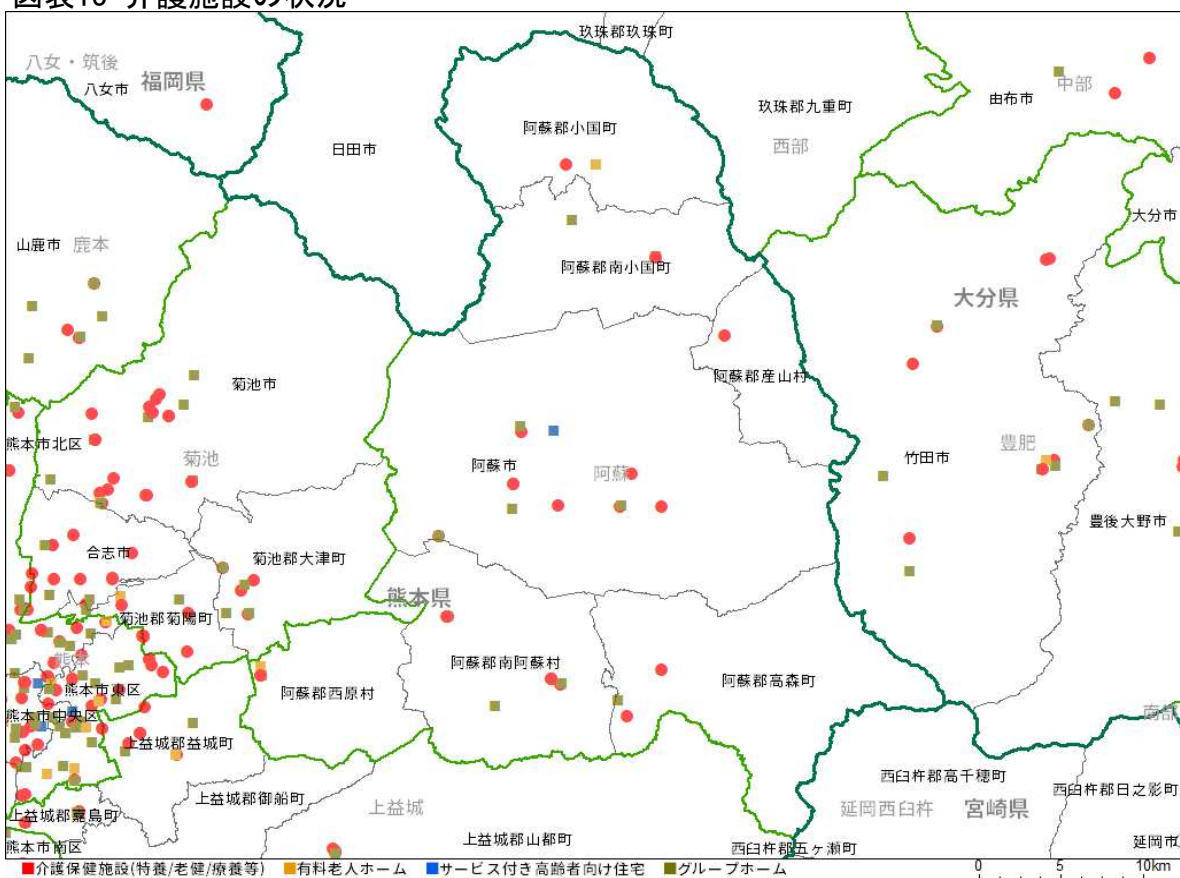 図表10 介護施設の状況
玖珠郡玖珠町
八女・筑後
八女市
福岡県
中部
由布市
玖珠郡九重町
西部
阿蘇郡小国町
日田市
大分市
山鹿市
鹿本
阿蘇郡南小国町
大分県
菊池市
阿蘇郡産山村
熊本市北区
菊池
豊肥
竹田市
阿蘇市
阿蘇
豊後大野市
合志市
菊池郡大津町
熊本県
菊池郡菊陽町
熊本
阿蘇郡南阿蘇村
阿蘇郡高森町
熊本市東区
阿蘇郡西原村
熊本市中央区
南部
上益城郡益城町
西臼杵郡高千穂町
西臼杵郡日之影町
上益城郡御船町
上益城
延岡西臼杵
宮崎県
上益城郡嘉島町
上益城郡山都町
延岡市
熊本市南区
西臼杵郡五ヶ瀬町
介護保健施設(特養/老健/療養等) 有料老人ホーム サービス付き高齢者向け住宅 グループホーム
0 5 10km